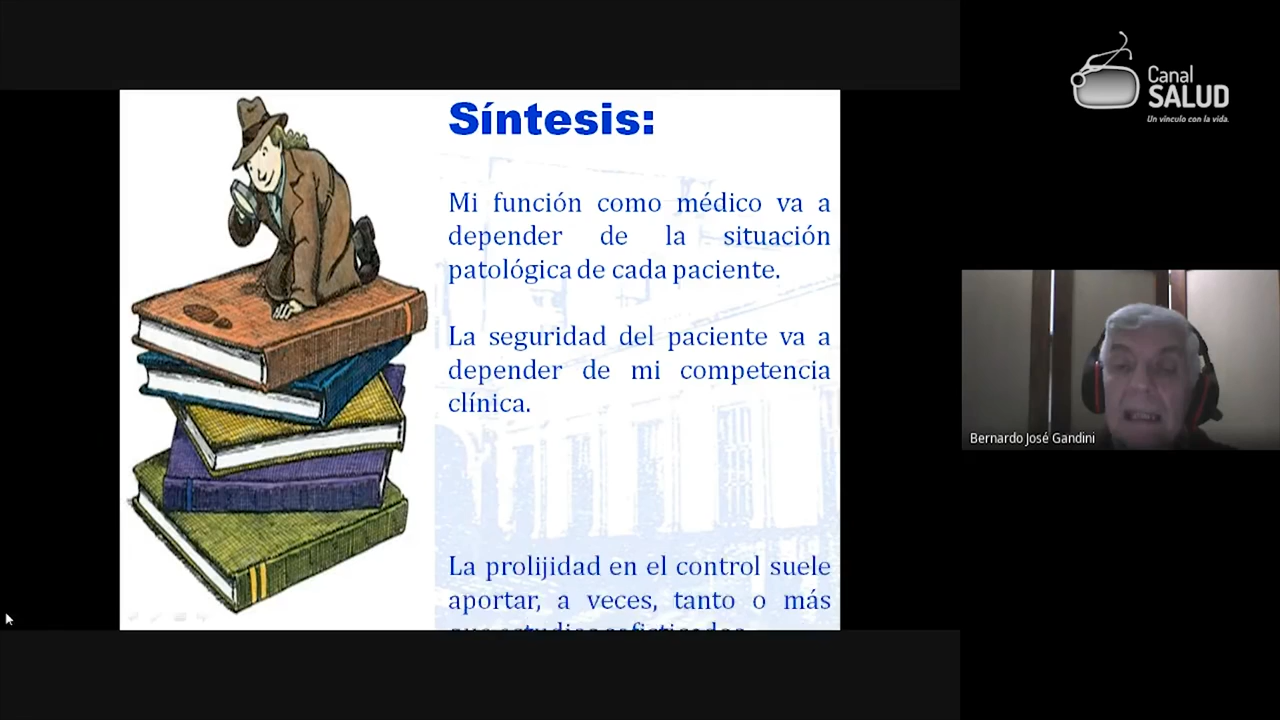 Síntesis:
Mi función como médico va a
depender de la situación
patológica de cada paciente.
La seguridad del paciente va a
depender de mi competencia
clínica.
La prolijidad en el control suele
aportar, a veces, tanto o más
Canal
SALUD
Un vínculo con la vida.
Bernardo José Gandini